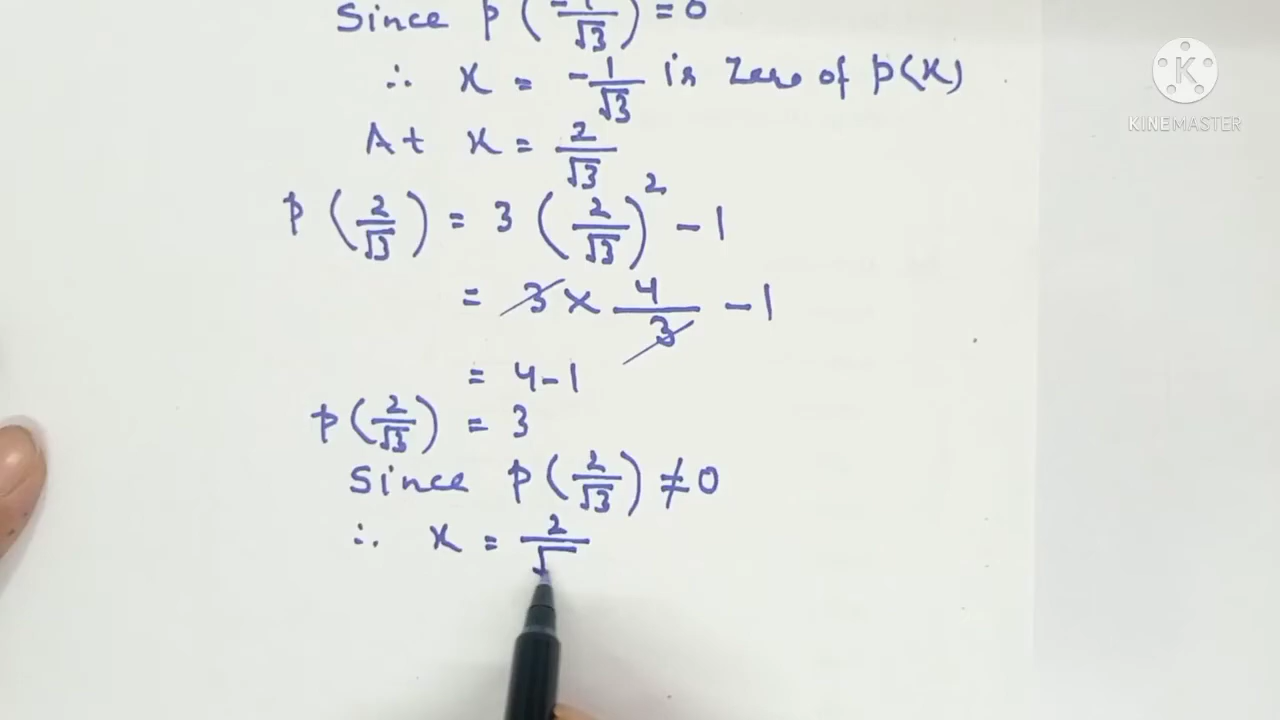 Since p(-1/√3) = 0
∴ x = -1/√3 is zero of p(x)
At x = 2/√3
p(2/√3) = 3(2/√3)² - 1
= 3 × 4/3 - 1
= 4-1
p(2/√3) = 3
Since p(2/√3) ≠ 0
∴ x = 2/√
KINEMASTER